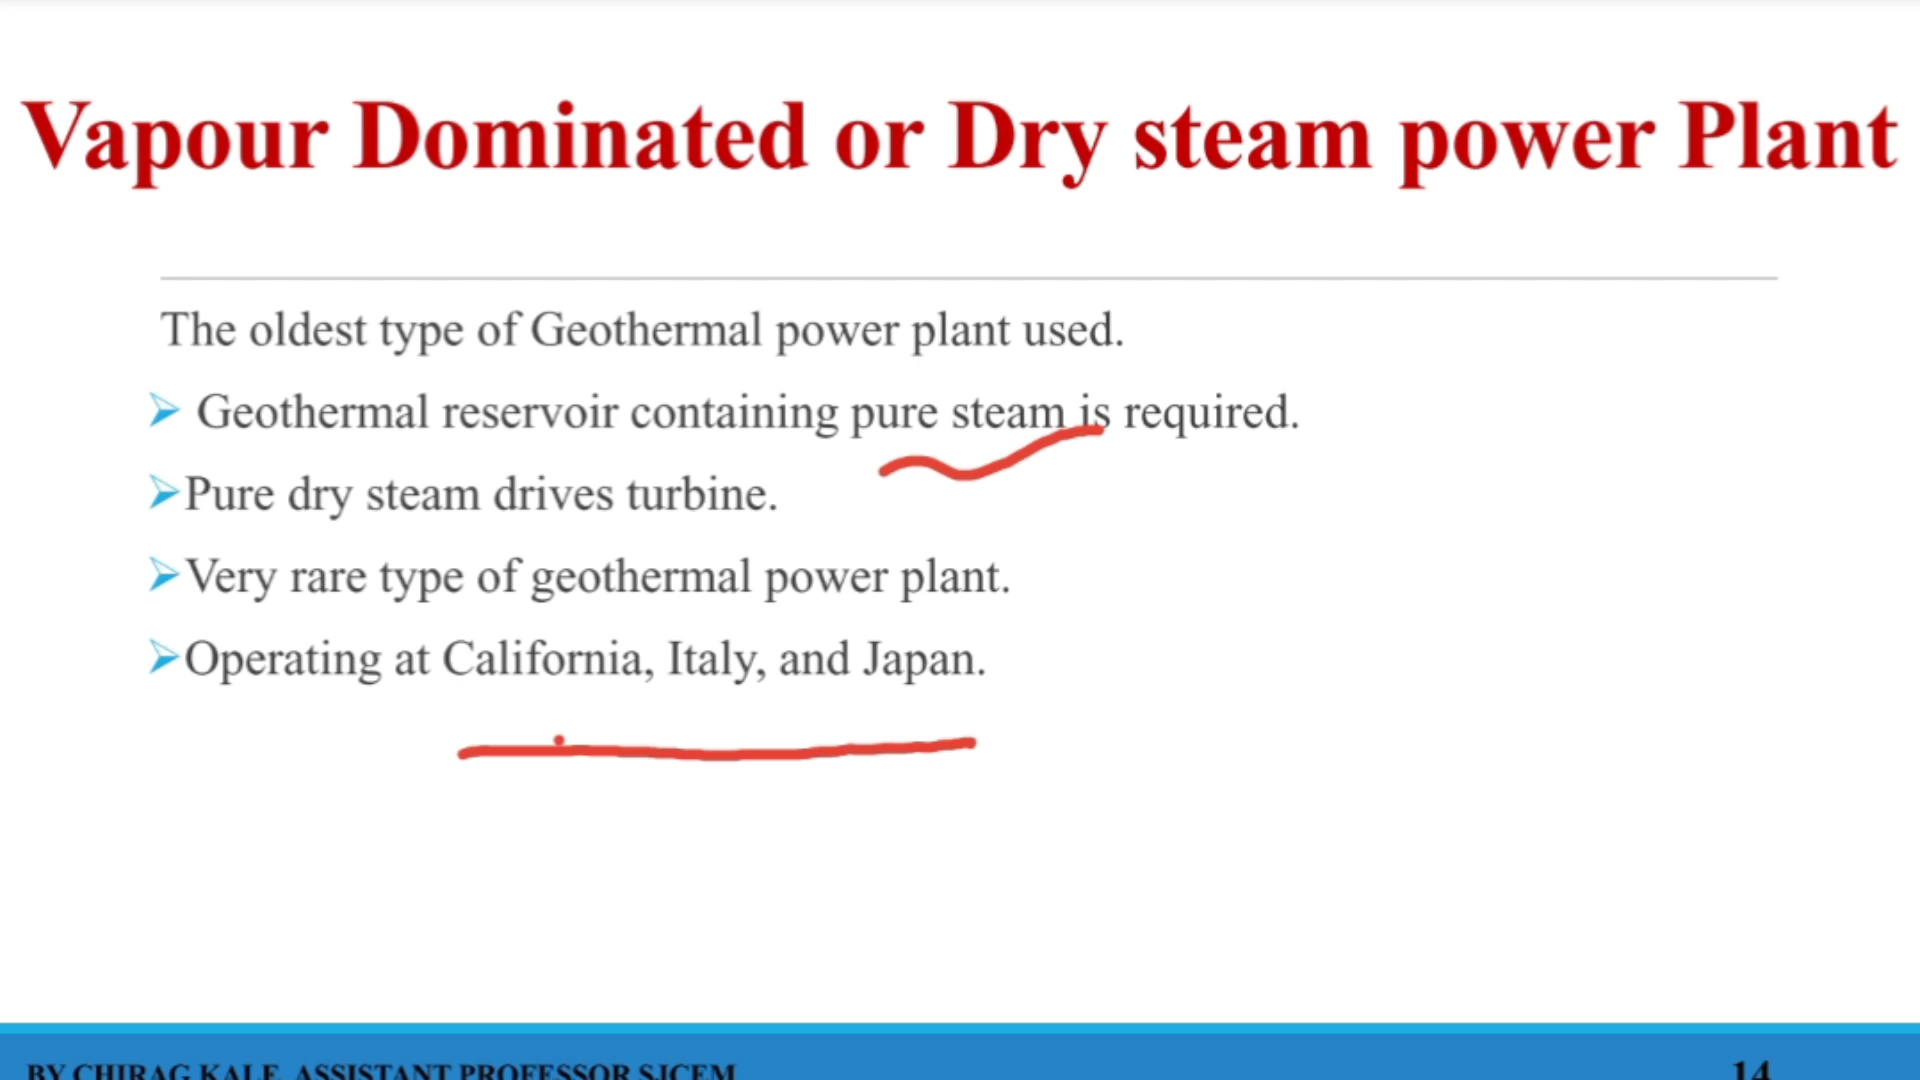 Vapour Dominated or Dry steam power Plant
The oldest type of Geothermal power plant used.
Geothermal reservoir containing pure steam is required.
Pure dry steam drives turbine.
Very rare type of geothermal power plant.
Operating at California, Italy, and Japan.
BY CHIRAG KALE, ASSISTANT PROFESSOR SJCEM
14